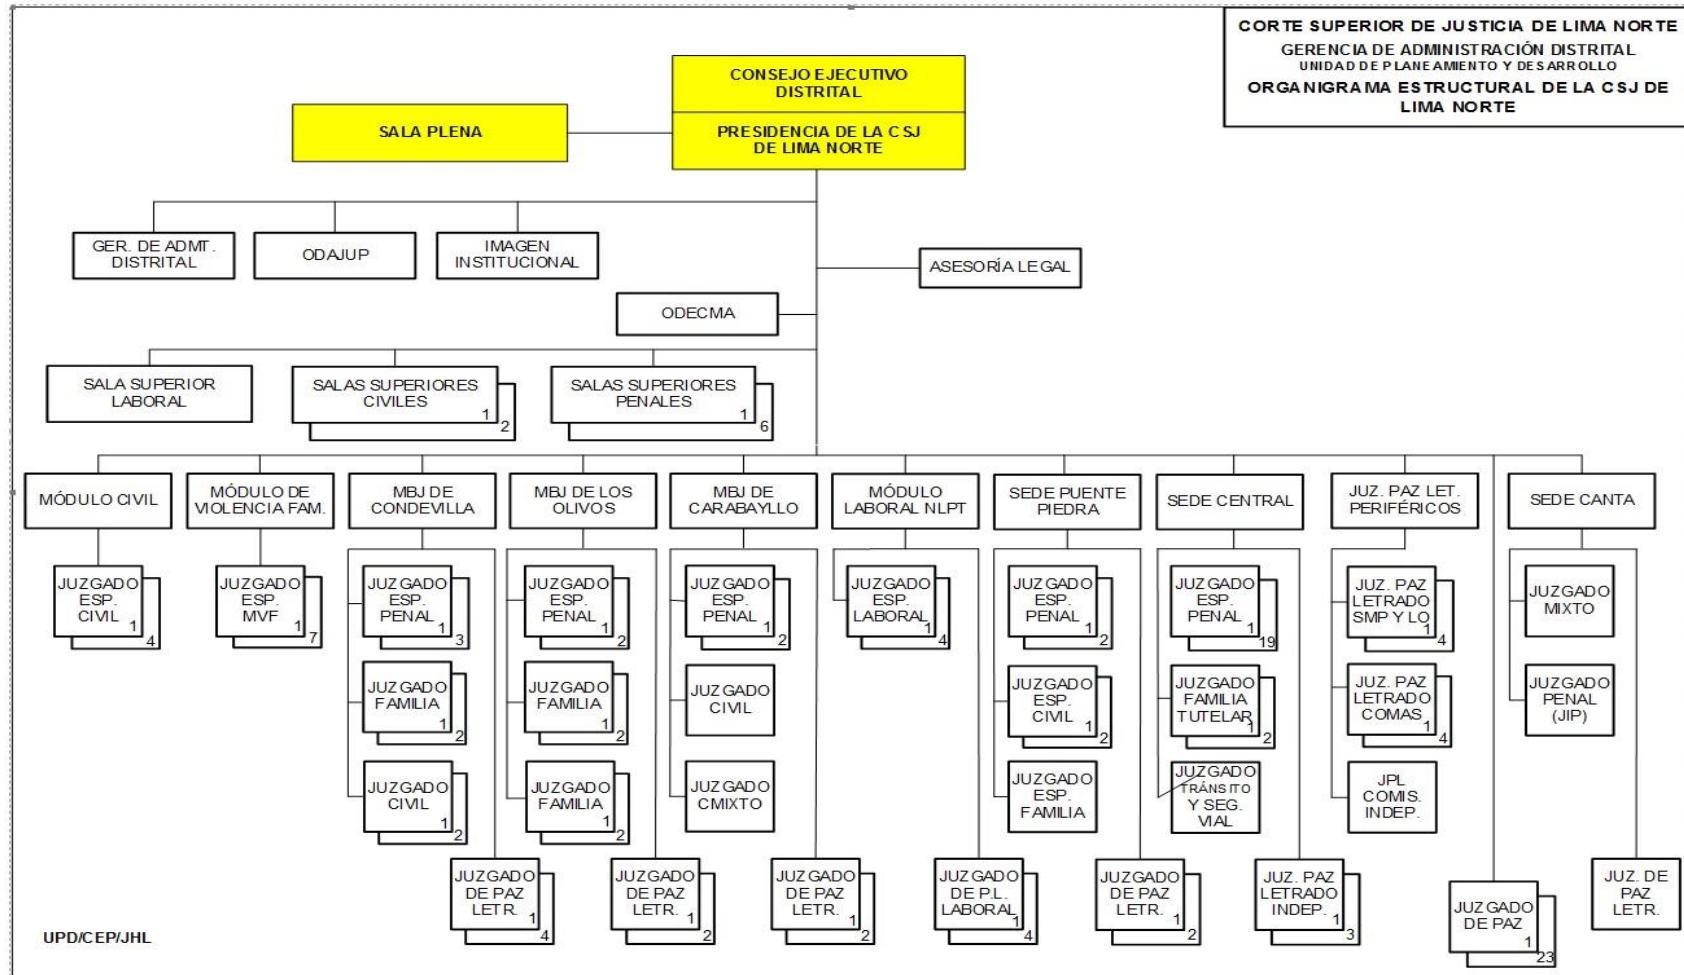 CORTE SUPERIOR DE JUSTICIA DE LIMA NORTE
GERENCIA DE ADMINISTRACIÓN DISTRITAL
UNIDAD DE PLANEAMIENTO Y DESARROLLO
ORGANIGRAMA ESTRUCTURAL DE LA CSJ DE
LIMA NORTE
CONSEJO EJECUTIVO
DISTRITAL
SALA PLENA
PRESIDENCIA DE LA CSJ
DE LIMA NORTE
GER. DE ADMT.
DISTRITAL
ODAJUP
IMAGEN
INSTITUCIONAL
ASESORÍA LEGAL
ODECMA
SALA SUPERIOR
LABORAL
SALAS SUPERIORES
CIVILES
1
2
SALAS SUPERIORES
PENALES
1
6
MÓDULO CIVIL
MÓDULO DE
VIOLENCIA FAM.
MBJ DE
CONDEVILLA
MBJ DE LOS
OLIVOS
MBJ DE
CARABAYLLO
MÓDULO
LABORAL NLPT
SEDE PUENTE
PIEDRA
SEDE CENTRAL
JUZ. PAZ LET.
PERIFÉRICOS
SEDE CANTA
JUZGADO
ESP.
CIVIL
1
4
JUZGADO
ESP.
MVF
1
7
JUZGADO
ESP.
PENAL
1
3
JUZGADO
ESP.
PENAL
1
2
JUZGADO
ESP.
PENAL
1
2
JUZGADO
ESP.
LABORAL
1
4
JUZGADO
ESP.
PENAL
1
2
JUZGADO
ESP.
PENAL
1
19
JUZ. PAZ
LETRADO
SMP Y LO
1
4
JUZGADO
MIXTO
JUZGADO
FAMILIA
1
2
JUZGADO
FAMILIA
1
2
JUZGADO
CIVIL
JUZGADO
ESP.
CIVIL
1
2
JUZGADO
FAMILIA
TUTELAR
1
2
JUZ. PAZ
LETRADO
COMAS
1
4
JUZGADO
PENAL
(JIP)
JUZGADO
CIVIL
1
2
JUZGADO
FAMILIA
1
2
JUZGADO
CMIXTO
JUZGADO
ESP.
FAMILIA
JUZGADO
TRÁNSITO
Y SEG.
VIAL
JPL
COMIS.
INDEP.
JUZGADO
DE PAZ
LETR.
1
4
JUZGADO
DE PAZ
LETR.
1
2
JUZGADO
DE PAZ
LETR.
1
2
JUZGADO
DE P.L.
LABORAL
1
4
JUZGADO
DE PAZ
LETR.
1
2
JUZ. PAZ
LETRADO
INDEP.
1
3
JUZGADO
DE PAZ
1
23
JUZ. DE
PAZ
LETR.
UPD/CEP/JHL